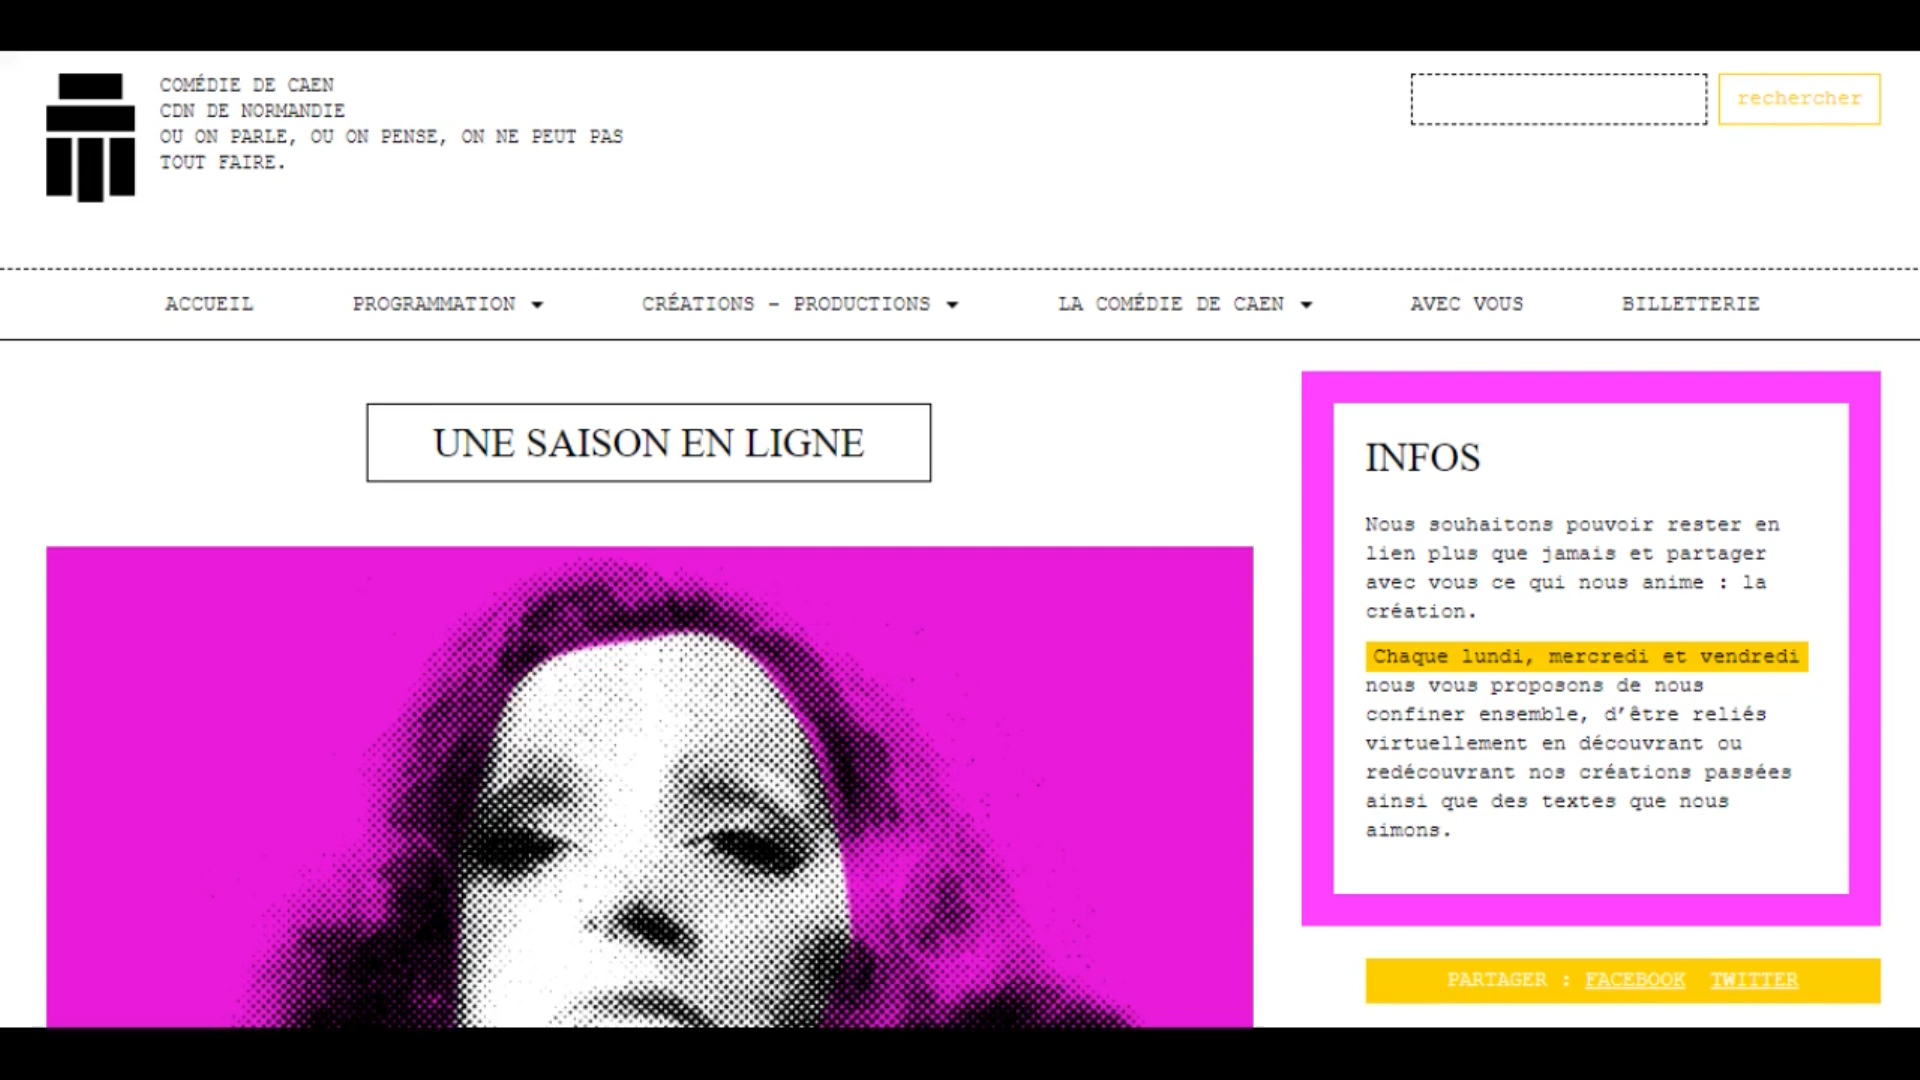 COMÉDIE DE CAEN
CDN DE NORMANDIE
OU ON PARLE, OU ON PENSE, ON NE PEUT PAS
TOUT FAIRE.
rechercher
ACCUEIL PROGRAMMATION CRÉATIONS – PRODUCTIONS LA COMÉDIE DE CAEN AVEC VOUS BILLETTERIE
UNE SAISON EN LIGNE
INFOS
Nous souhaitons pouvoir rester en
lien plus que jamais et partager
avec vous ce qui nous anime : la
création.
Chaque lundi, mercredi et vendredi
nous vous proposons de nous
confiner ensemble, d’être reliés
virtuellement en découvrant ou
redécouvrant nos créations passées
ainsi que des textes que nous
aimons.
PARTAGER : FACEBOOK TWITTER